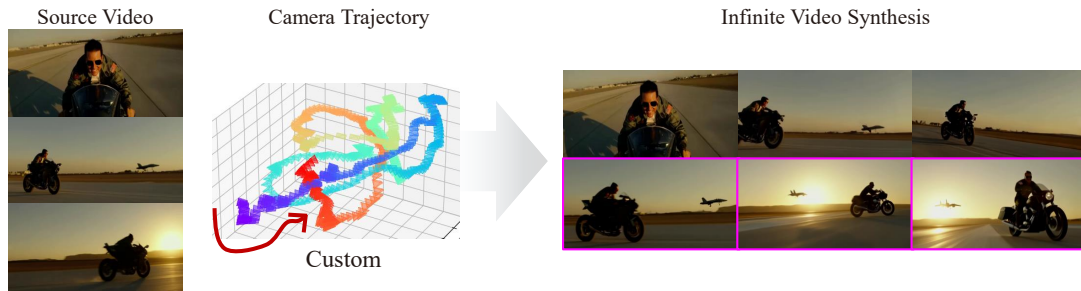 Source Video
Camera Trajectory
Infinite Video Synthesis
Custom